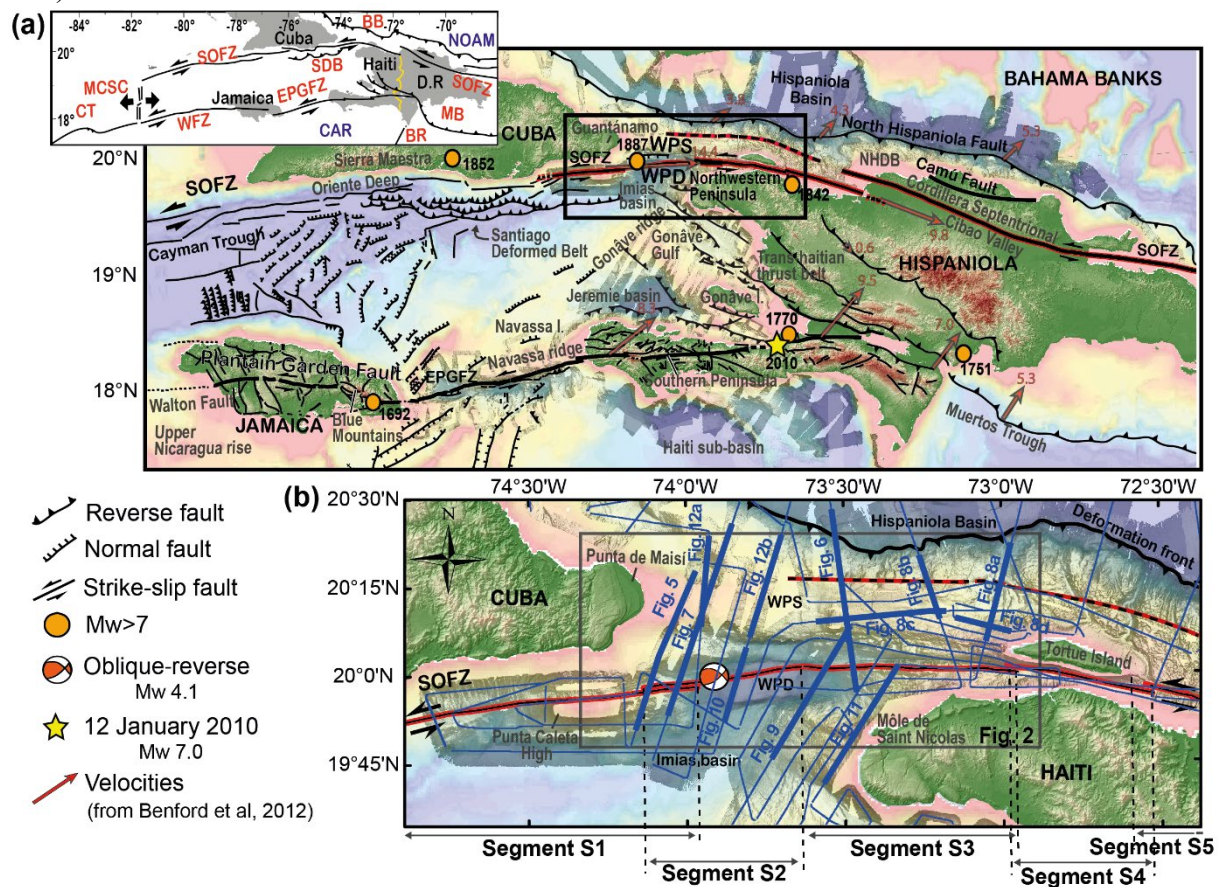 (a)
-84° -82° -80° -78° -76° -74° -72° -70°
20°
18°
BB
NOAM
Cuba
SOFZ
SDB
Haiti
D.R
SOFZ
MCSC
CT
Jamaica
EPGFZ
WFZ
CAR
BR
MB
BAHAMA BANKS
Hispaniola
Basin
5.3
North Hispaniola Fault
CUBA
Guantánamo
1887
WPS
4.4
SOFZ
WPD
Northwestern
Peninsula
1842
NHDB
Camú Fault
Cordillera Septentrional
Cibao Valley
9.8
SOFZ
20°N
Sierra Maestra
1852
SOFZ
Oriente Deep
Imias
basin
Cayman Trough
Santiago
Deformed Belt
Gonâve ridge
Gonâve
Gulf
Transhaitian
thrust belt
HISPANIOLA
9.5
19°N
Jeremie basin
Gonâve I.
Navassa I.
Navassa ridge
1770
2010
7.0
1751
Plantain Garden Fault
EPGFZ
Southern Peninsula
5.3
18°N
Walton Fault
JAMAICA
1692
Blue
Mountains
Upper
Nicaragua rise
Haiti sub-basin
Muertos Trough
Reverse fault
Normal fault
Strike-slip fault
Mw>7
Oblique-reverse
Mw 4.1
12 January 2010
Mw 7.0
Velocities
(from Benford et al, 2012)
(b)
74°0'W 73°30'W 73°0'W 72°30'W
20°30'N
20°15'N
20°0'N
19°45'N
N
Punta de Maisí
CUBA
Fig. 12a
Fig. 12b
Fig. 5
Fig. 7
Fig. 6
Fig. 8b
Fig. 8a
Fig. 8c
Fig. 8d
Hispaniola Basin
Deformation front
WPS
Tortue Island
SOFZ
WPD
Fig. 10
Fig. 9
Fig. 11
Punta Caleta
High
Imias basin
Môle de
Saint Nicolas
Fig. 2
HAITI
Segment S1
Segment S2
Segment S3
Segment S4
Segment S5